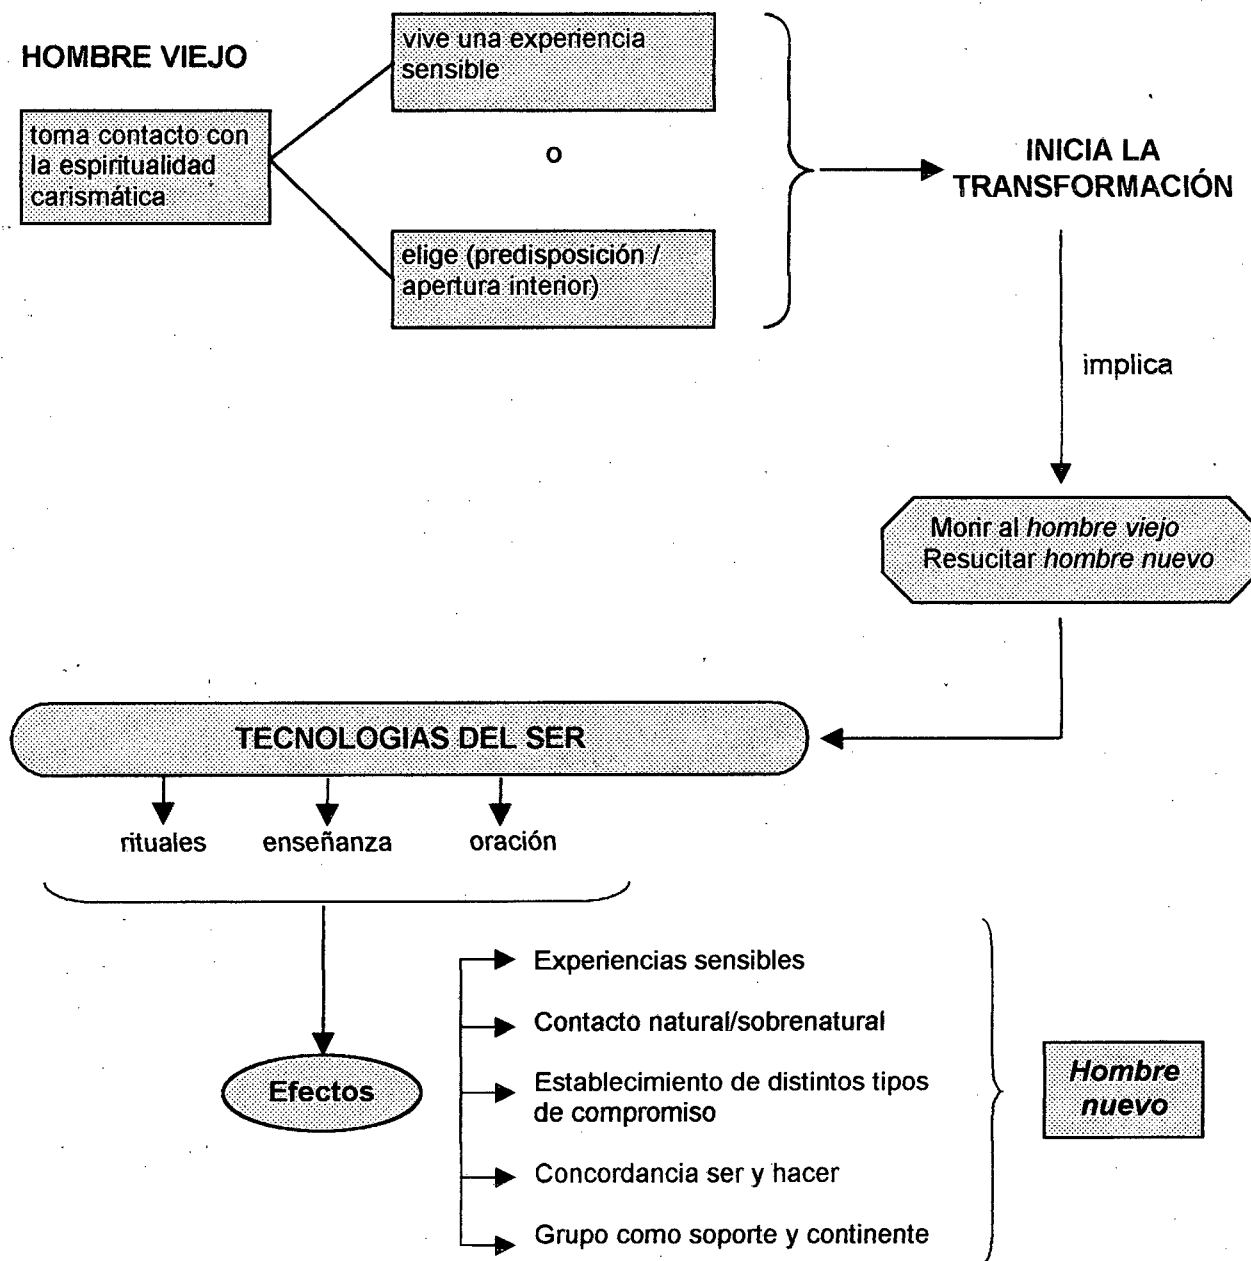 HOMBRE VIEJO
toma contacto con
la espiritualidad
carismática
vive una experiencia
sensible
o
elige (predisposición /
apertura interior)
INICIA LA
TRANSFORMACIÓN
implica
Morir al hombre viejo
Resucitar hombre nuevo
TECNOLOGIAS DEL SER
rituales
enseñanza
oración
Efectos
Experiencias sensibles
Contacto natural/sobrenatural
Establecimiento de distintos tipos
de compromiso
Concordancia ser y hacer
Grupo como soporte y continente
Hombre
nuevo